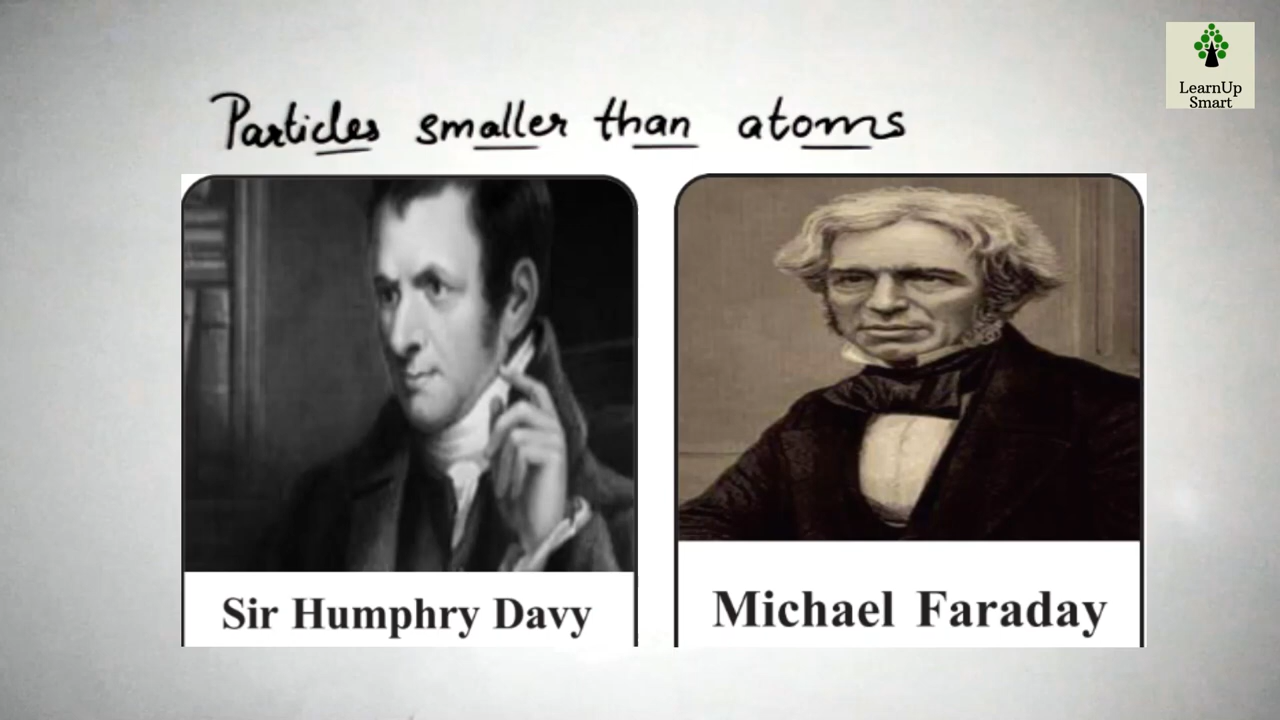 LearnUp
Smart
Particles smaller than atoms
Sir Humphry Davy
Michael Faraday